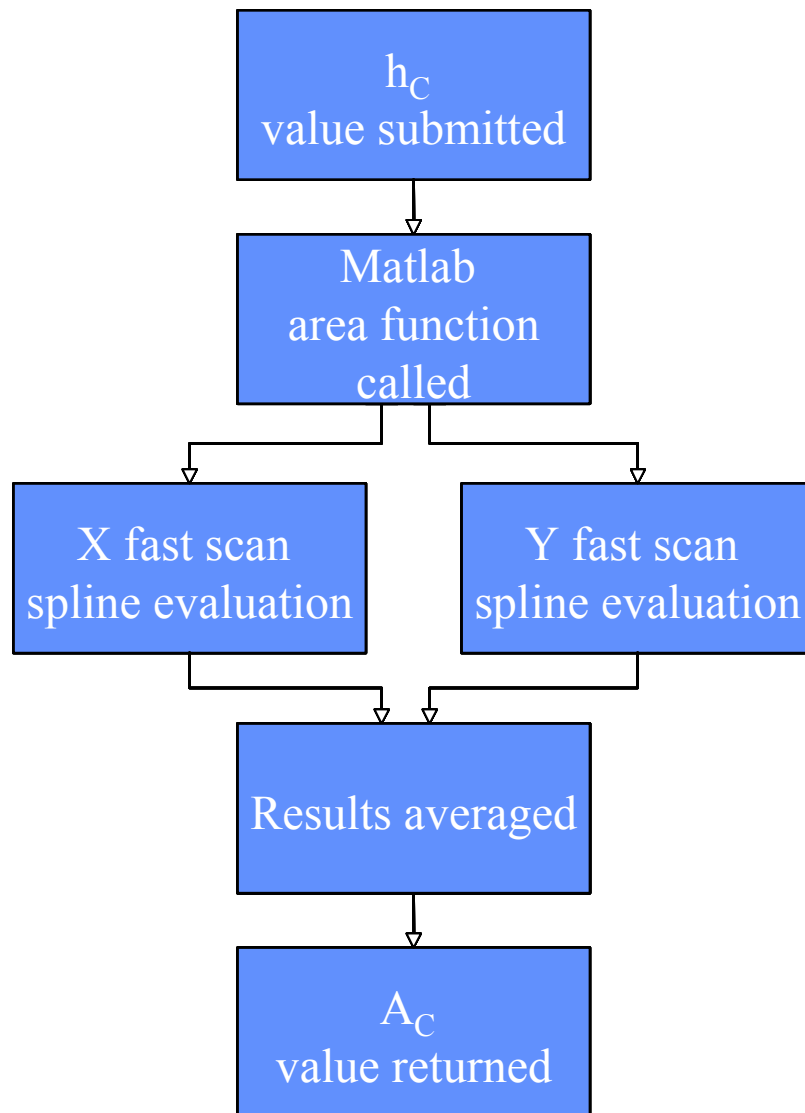 h_C
value submitted
Matlab
area function
called
X fast scan
spline evaluation
Y fast scan
spline evaluation
Results averaged
A_C
value returned